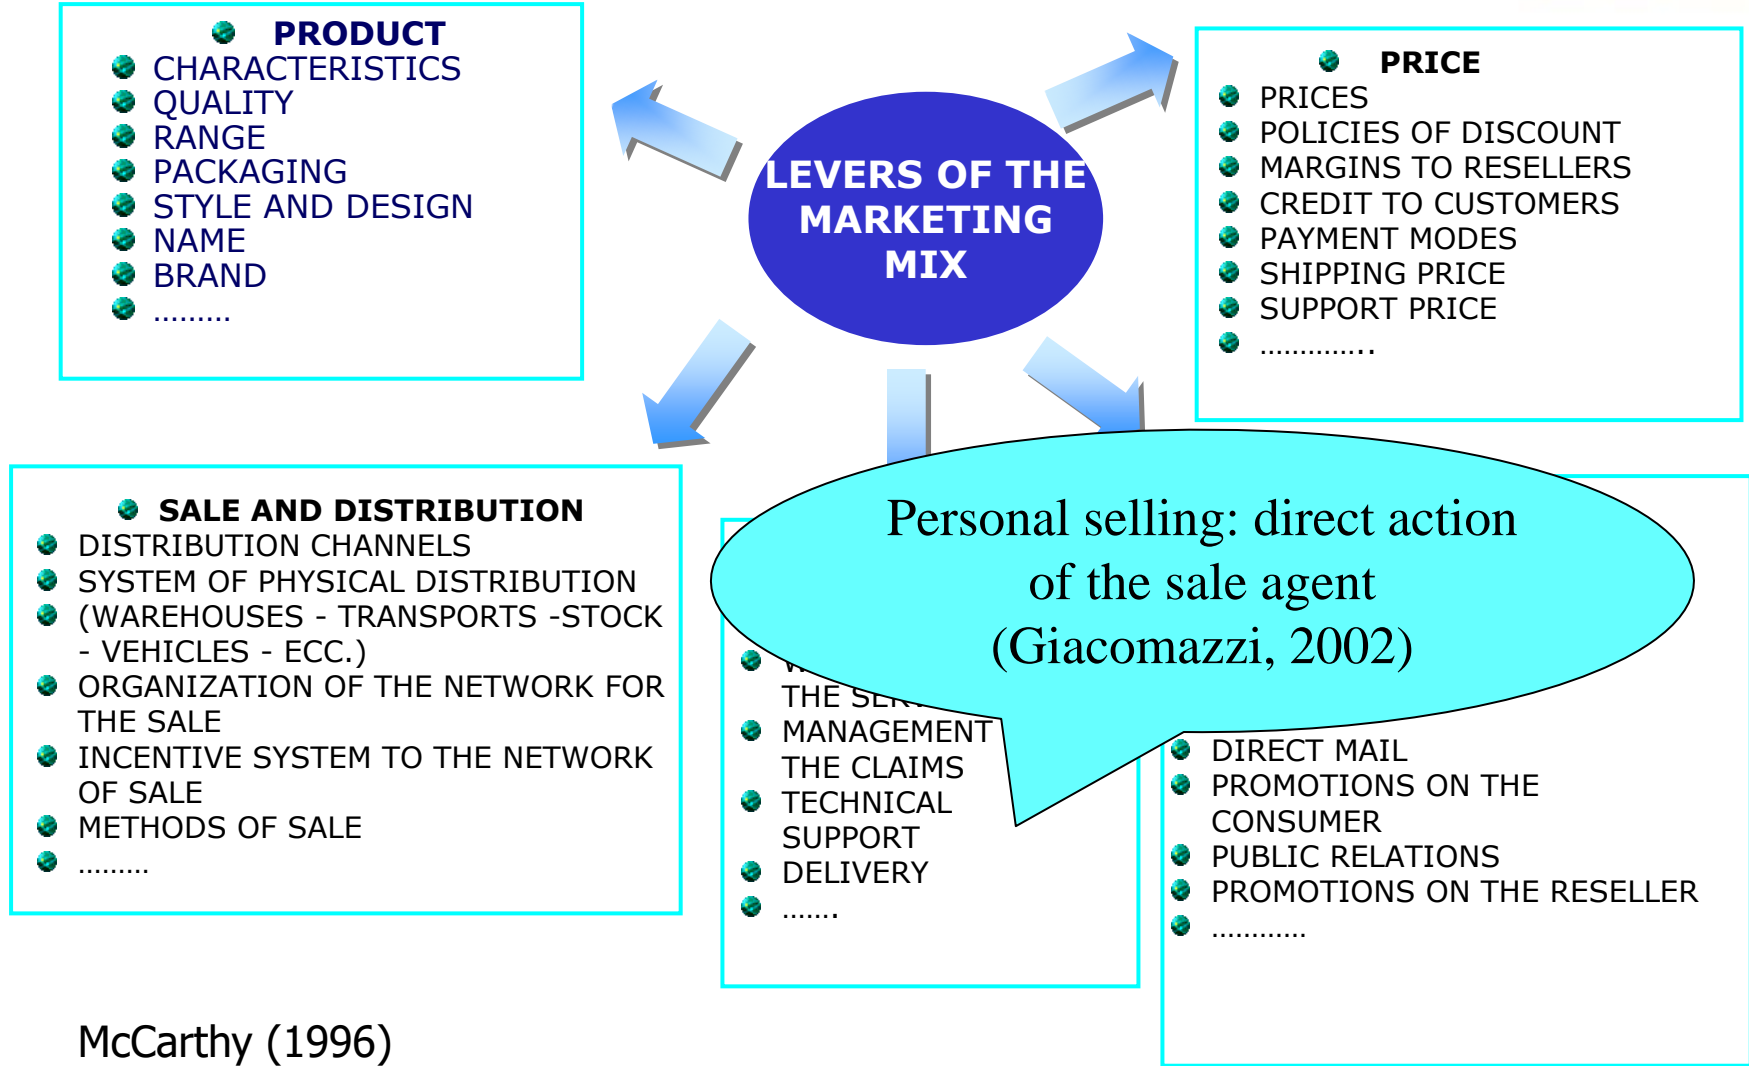 PRODUCT
CHARACTERISTICS
QUALITY
RANGE
PACKAGING
STYLE AND DESIGN
NAME
BRAND
.........
LEVERS OF THE
MARKETING
MIX
PRICE
PRICES
POLICIES OF DISCOUNT
MARGINS TO RESELLERS
CREDIT TO CUSTOMERS
PAYMENT MODES
SHIPPING PRICE
SUPPORT PRICE
..............
SALE AND DISTRIBUTION
DISTRIBUTION CHANNELS
SYSTEM OF PHYSICAL DISTRIBUTION
(WAREHOUSES - TRANSPORTS -STOCK
- VEHICLES - ECC.)
ORGANIZATION OF THE NETWORK FOR
THE SALE
INCENTIVE SYSTEM TO THE NETWORK
OF SALE
METHODS OF SALE
.........
Personal selling: direct action
of the sale agent
(Giacomazzi, 2002)
THE
MANAGEMENT
THE CLAIMS
TECHNICAL
SUPPORT
DELIVERY
.......
DIRECT MAIL
PROMOTIONS ON THE
CONSUMER
PUBLIC RELATIONS
PROMOTIONS ON THE RESELLER
............
McCarthy (1996)